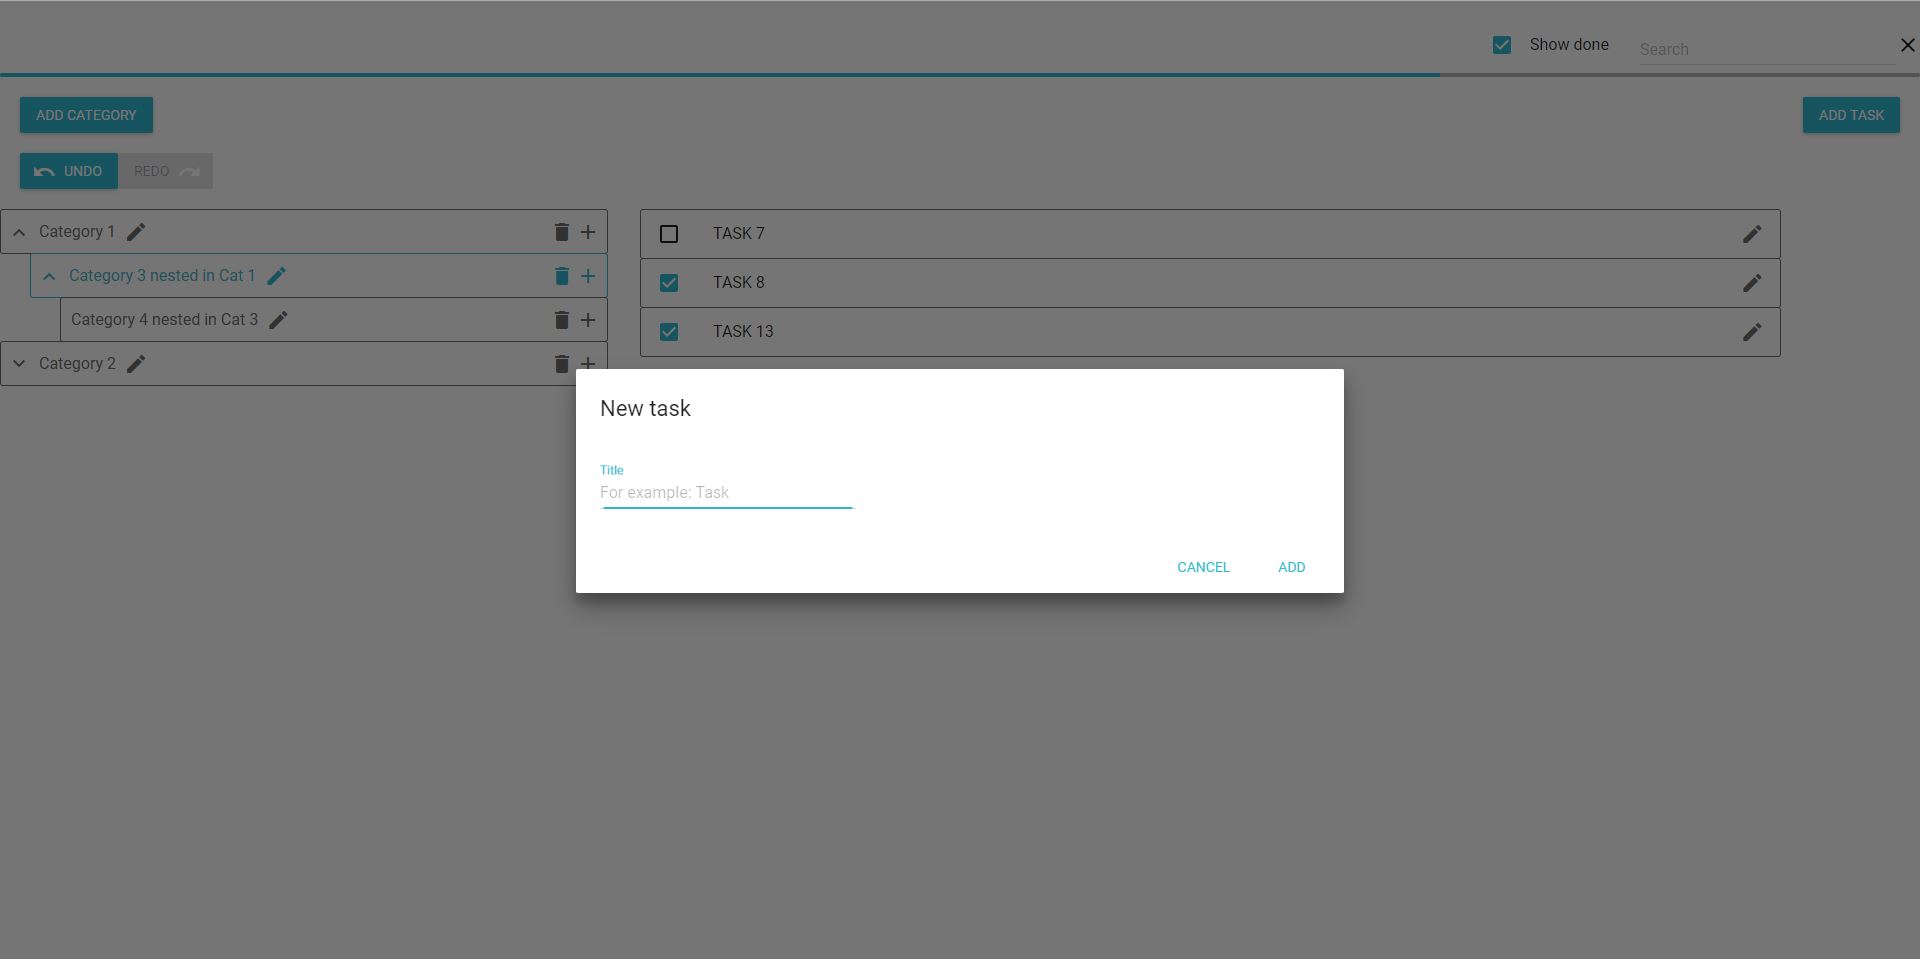 Show done
Search
ADD CATEGORY
ADD TASK
UNDO
REDO
Category 1
Category 3 nested in Cat 1
Category 4 nested in Cat 3
Category 2
TASK 7
TASK 8
TASK 13
New task
Title
For example: Task
CANCEL
ADD